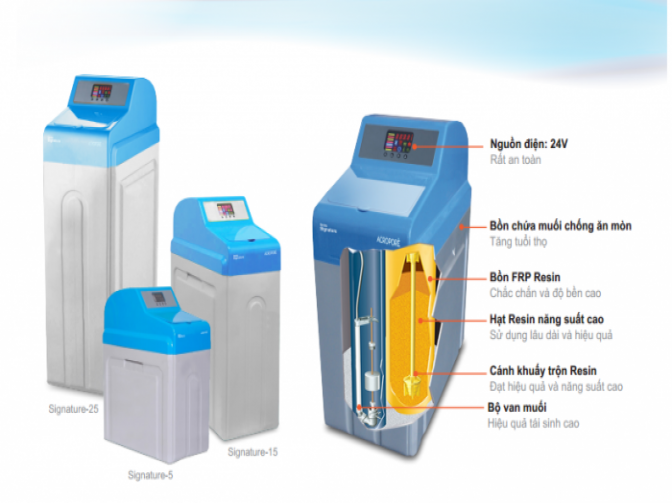 Nguồn điện: 24V
Rất an toàn
Bồn chứa muối chống ăn mòn
Tăng tuổi thọ
Bồn FRP Resin
Chắc chắn và độ bền cao
Hạt Resin năng suất cao
Sử dụng lâu dài và hiệu quả
Cánh khuấy trộn Resin
Đạt hiệu quả và năng suất cao
Bộ van muối
Hiệu quả tái sinh cao
Signature-25
Signature-15
Signature-5